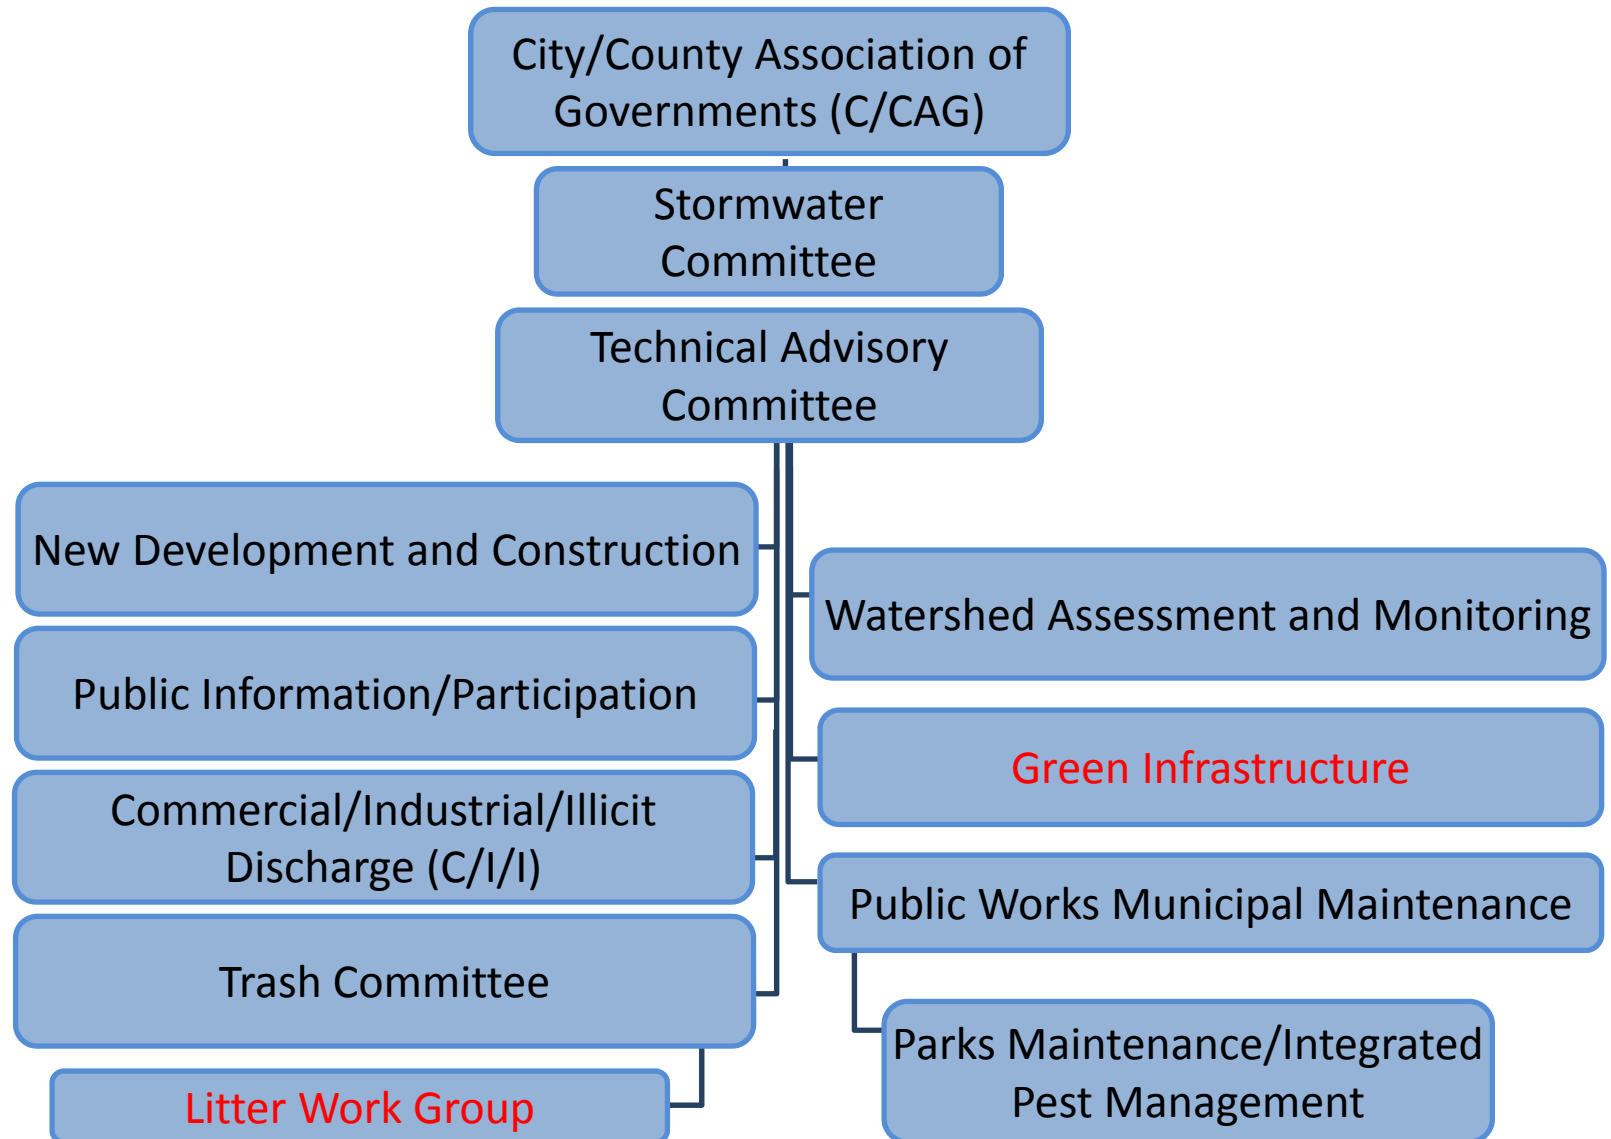 City/County Association of
Governments (C/CAG)
Stormwater
Committee
Technical Advisory
Committee
New Development and Construction
Public Information/Participation
Commercial/Industrial/Illicit
Discharge (C/I/I)
Trash Committee
Litter Work Group
Watershed Assessment and Monitoring
Green Infrastructure
Public Works Municipal Maintenance
Parks Maintenance/Integrated
Pest Management